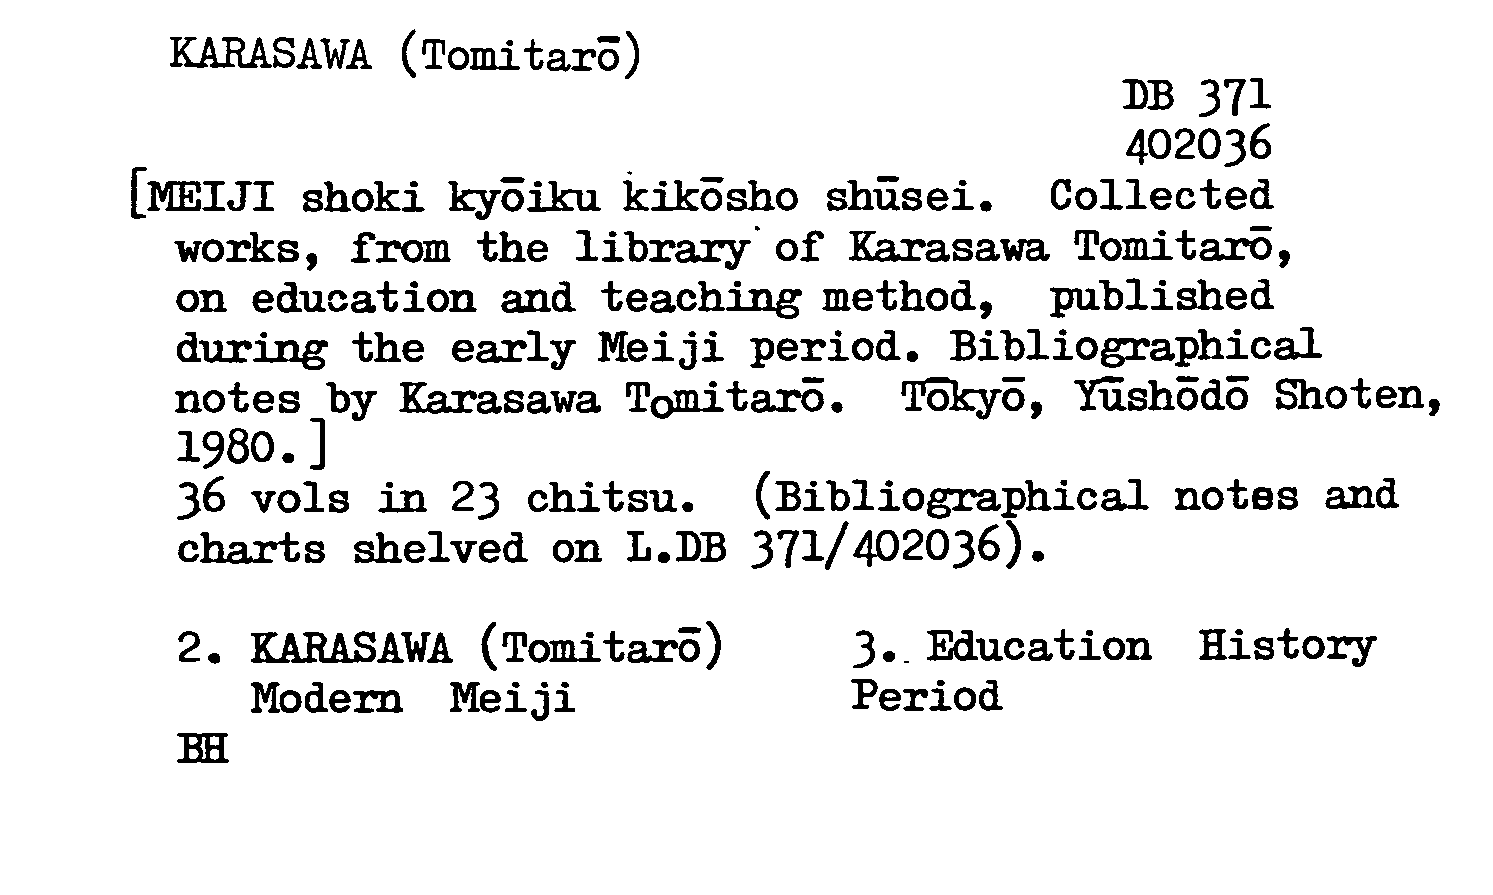 KARASAWA (Tomitarō)
DB 371
402036
[MEIJI shoki kyōiku kikōsho shūsei. Collected
works, from the library of Karasawa Tomitarō,
on education and teaching method, published
during the early Meiji period. Bibliographical
notes by Karasawa Tomitarō. Tōkyō, Yūshōdō Shoten,
1980.]
36 vols in 23 chitsu. (Bibliographical notes and
charts shelved on L.DB 371/402036).
2. KARASAWA (Tomitarō) 3. Education History
Modern Meiji Period
BH